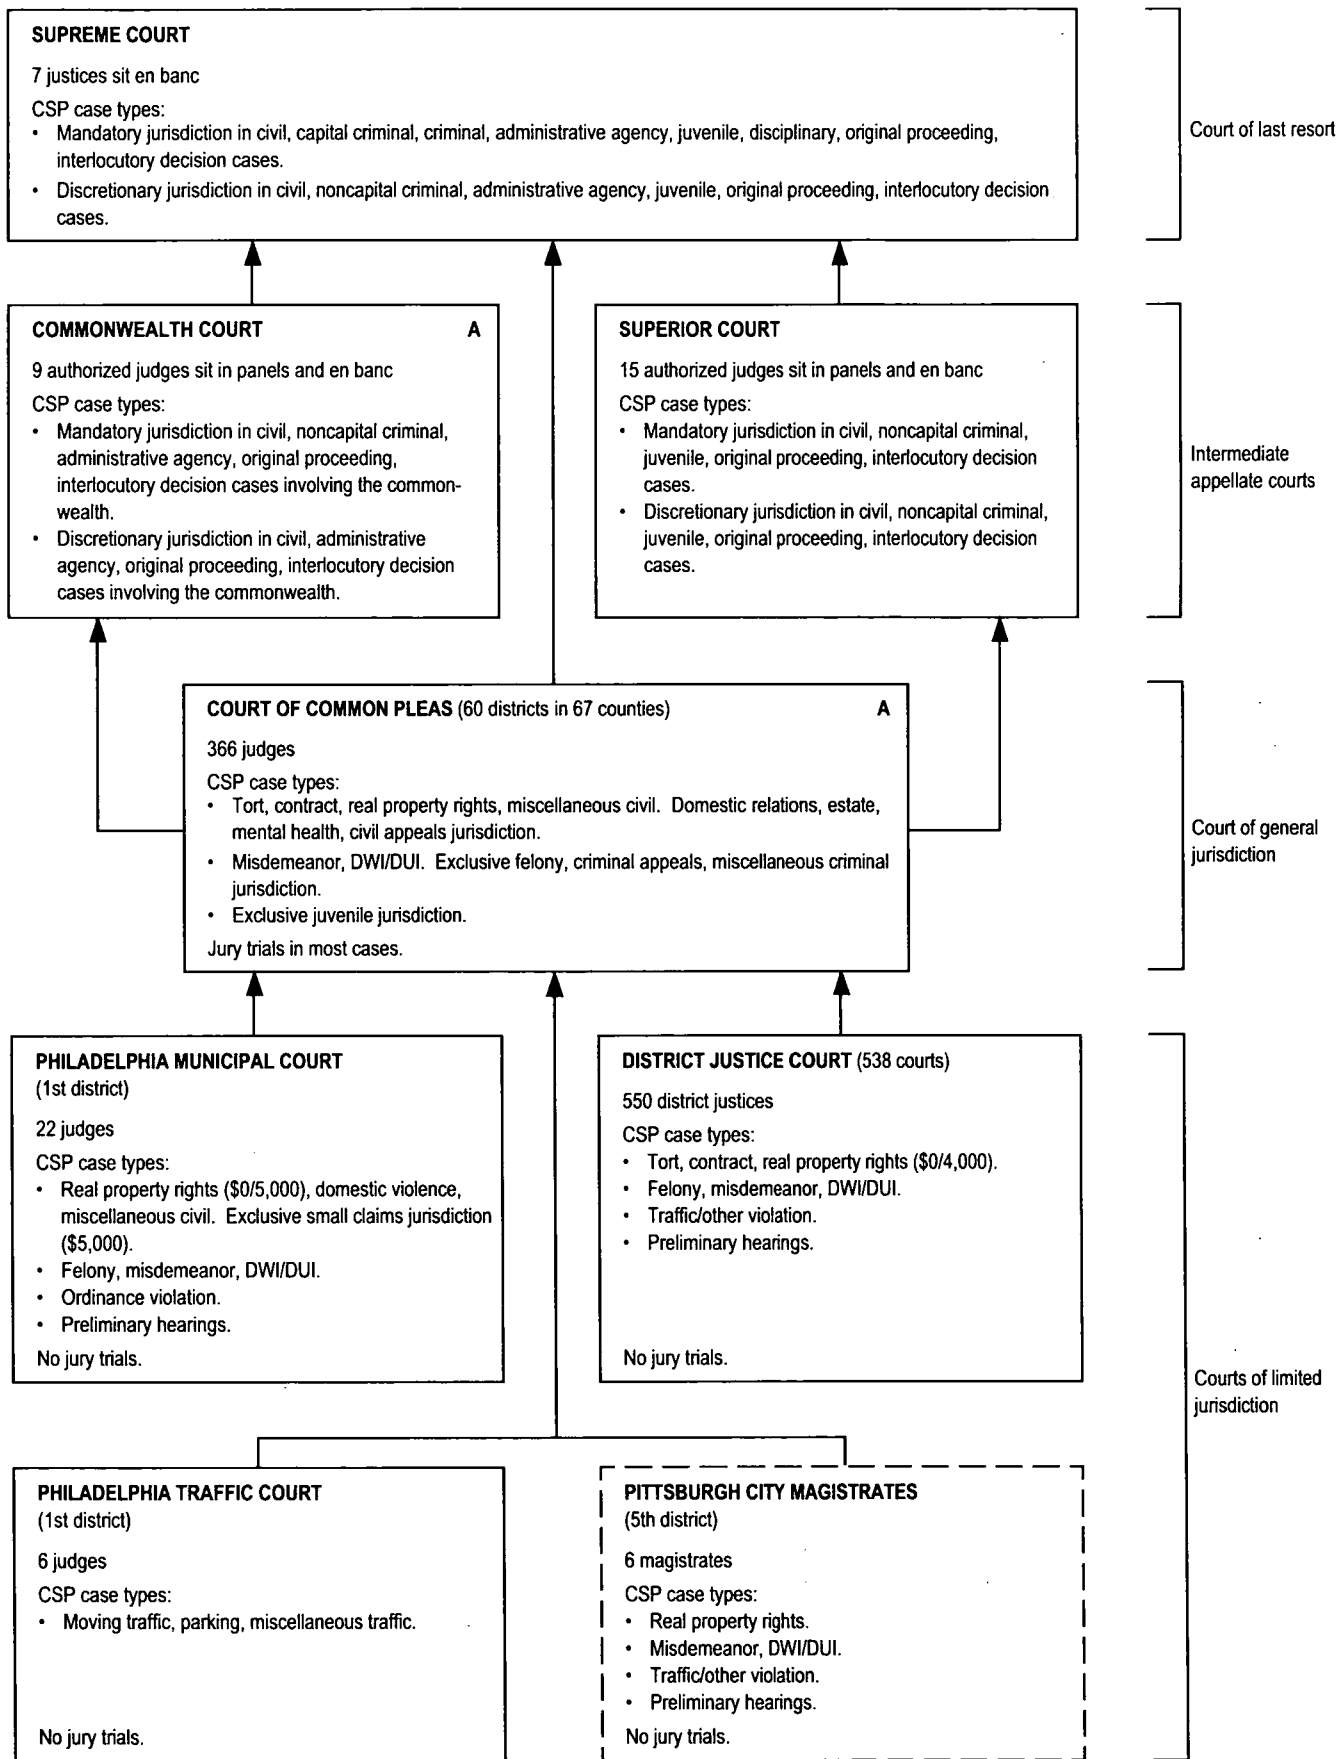 SUPREME COURT
7 justices sit en banc
CSP case types:
• Mandatory jurisdiction in civil, capital criminal, criminal, administrative agency, juvenile, disciplinary, original proceeding,
interlocutory decision cases.
• Discretionary jurisdiction in civil, noncapital criminal, administrative agency, juvenile, original proceeding, interlocutory decision
cases.
Court of last resort
COMMONWEALTH COURT A
9 authorized judges sit in panels and en banc
CSP case types:
• Mandatory jurisdiction in civil, noncapital criminal,
administrative agency, original proceeding,
interlocutory decision cases involving the common-
wealth.
• Discretionary jurisdiction in civil, administrative
agency, original proceeding, interlocutory decision
cases involving the commonwealth.
SUPERIOR COURT
15 authorized judges sit in panels and en banc
CSP case types:
• Mandatory jurisdiction in civil, noncapital criminal,
juvenile, original proceeding, interlocutory decision
cases.
• Discretionary jurisdiction in civil, noncapital criminal,
juvenile, original proceeding, interlocutory decision
cases.
Intermediate
appellate courts
COURT OF COMMON PLEAS (60 districts in 67 counties) A
366 judges
CSP case types:
• Tort, contract, real property rights, miscellaneous civil. Domestic relations, estate,
mental health, civil appeals jurisdiction.
• Misdemeanor, DWI/DUI. Exclusive felony, criminal appeals, miscellaneous criminal
jurisdiction.
• Exclusive juvenile jurisdiction.
Jury trials in most cases.
Court of general
jurisdiction
PHILADELPHIA MUNICIPAL COURT
(1st district)
22 judges
CSP case types:
• Real property rights ($0/5,000), domestic violence,
miscellaneous civil. Exclusive small claims jurisdiction
($5,000).
• Felony, misdemeanor, DWI/DUI.
• Ordinance violation.
• Preliminary hearings.
No jury trials.
DISTRICT JUSTICE COURT (538 courts)
550 district justices
CSP case types:
• Tort, contract, real property rights ($0/4,000).
• Felony, misdemeanor, DWI/DUI.
• Traffic/other violation.
• Preliminary hearings.
No jury trials.
Courts of limited
jurisdiction
PHILADELPHIA TRAFFIC COURT
(1st district)
6 judges
CSP case types:
• Moving traffic, parking, miscellaneous traffic.
No jury trials.
PITTSBURGH CITY MAGISTRATES
(5th district)
6 magistrates
CSP case types:
• Real property rights.
• Misdemeanor, DWI/DUI.
• Traffic/other violation.
• Preliminary hearings.
No jury trials.